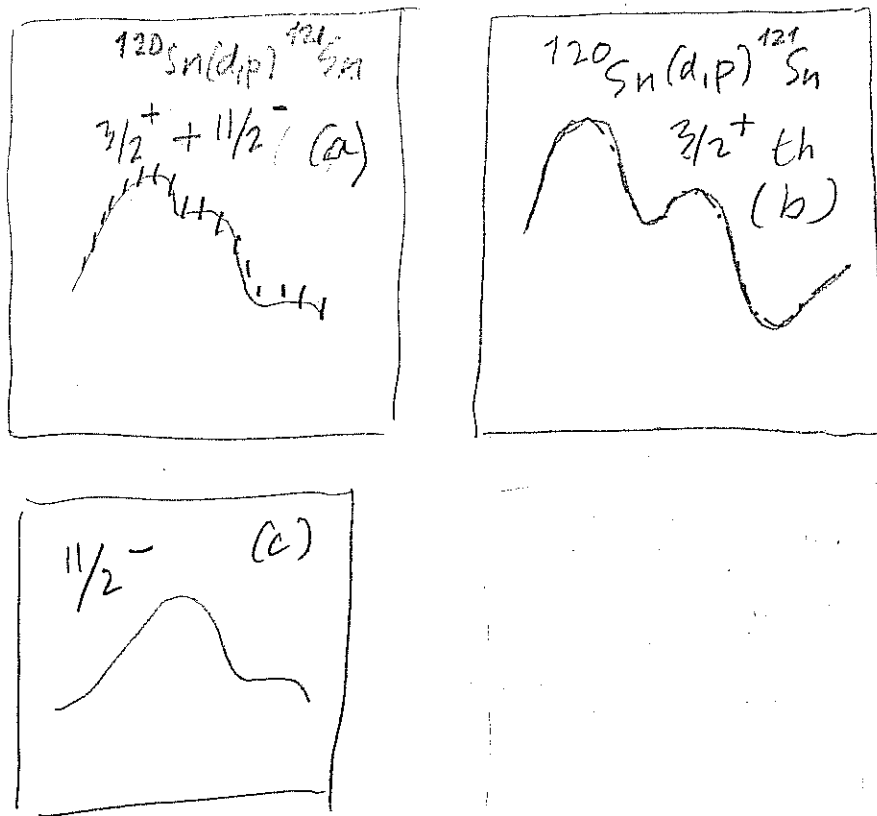 ¹²⁰Sn(d,p)¹²¹Sn
3/2⁺ + 11/2⁻ (a)
¹²⁰Sn(d,p)¹²¹Sn
3/2⁺ th
(b)
11/2⁻ (c)